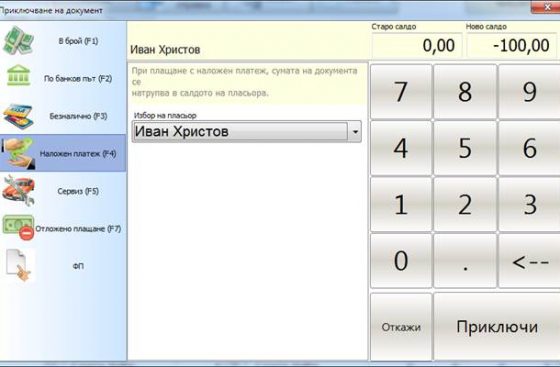 Приключване на документ
В брой (F1)
По банков път (F2)
Безналично (F3)
Наложен платеж (F4)
Сервиз (F5)
Отложено плащане (F7)
ФП
Иван Христов
Старо салдо
0,00
Ново салдо
-100,00
При плащане с наложен платеж, сумата на документа
се
натрупва в салдото на пласьора.
Избор на пласьор
Иван Христов
7 8 9
4 5 6
1 2 3
0 . <--
Откажи
Приключи